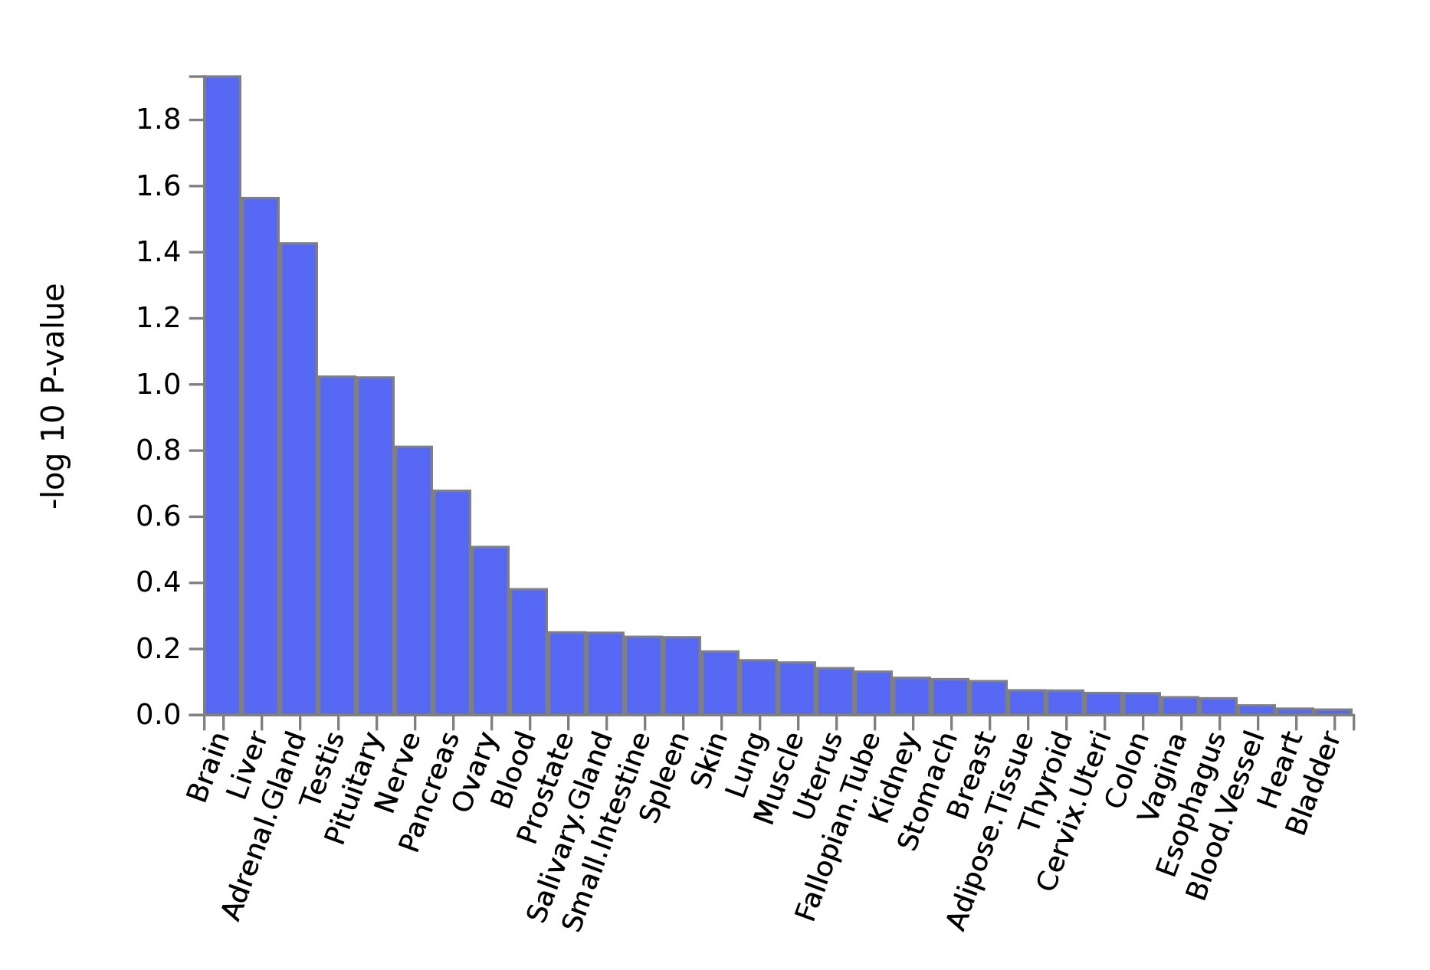 -log 10 P-value
1.8
1.6
1.4
1.2
1.0
0.8
0.6
0.4
0.2
0.0
Brain
Liver
Adrenal.Gland
Testis
Pituitary
Nerve
Pancreas
Ovary
Blood
Prostate
Salivary.Gland
Small.Intestine
Spleen
Skin
Lung
Muscle
Uterus
Fallopian.Tube
Kidney
Stomach
Breast
Adipose.Tissue
Thyroid
Cervix.Uteri
Colon
Vagina
Esophagus
Blood.Vessel
Heart
Bladder